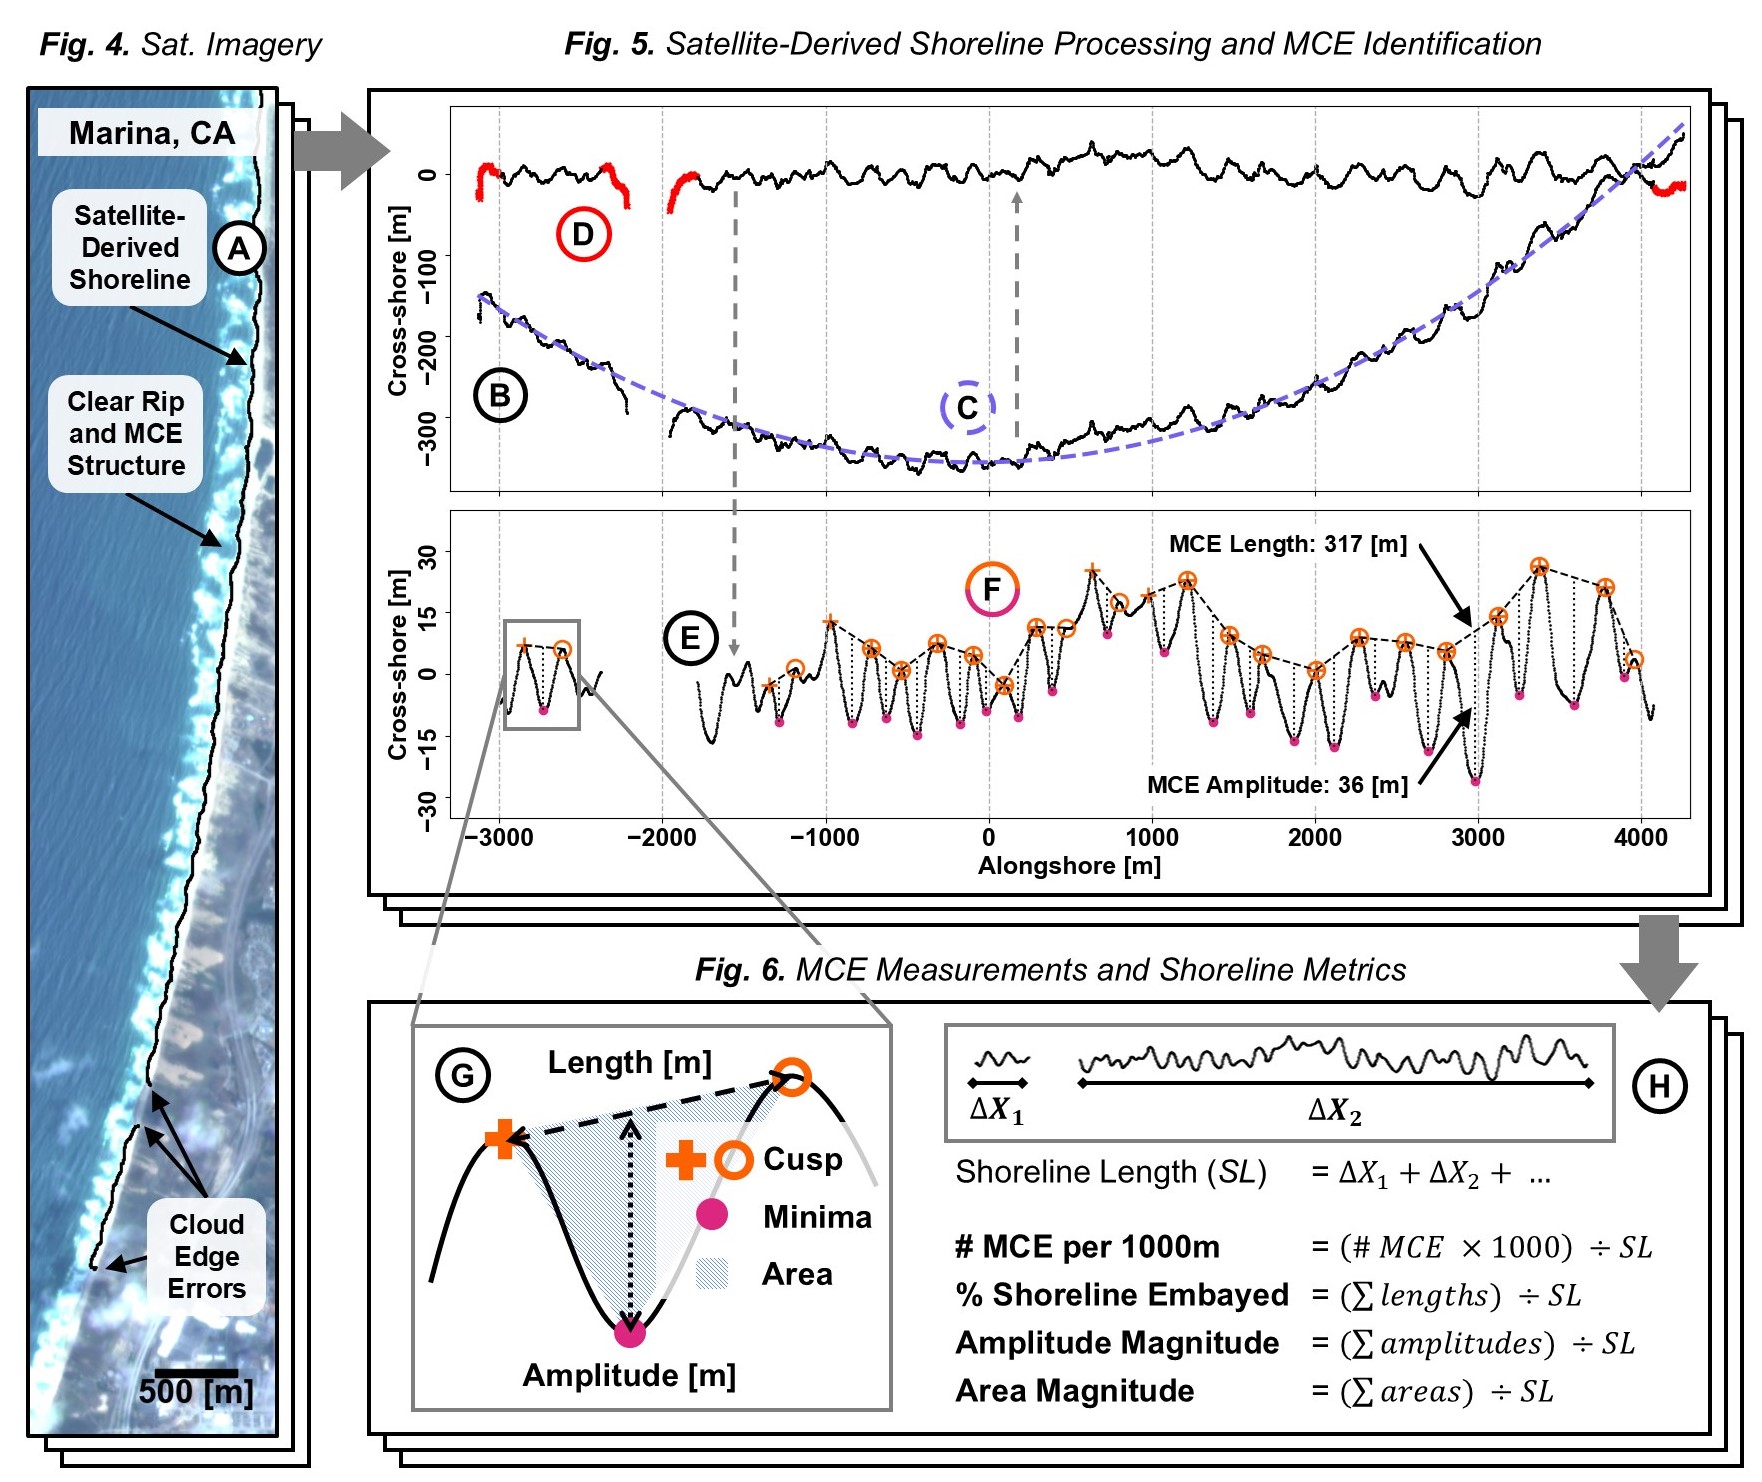 Fig. 4. Sat. Imagery
Marina, CA
Satellite-
Derived
Shoreline
A
Clear Rip
and MCE
Structure
Cloud
Edge
Errors
500 [m]
Fig. 5. Satellite-Derived Shoreline Processing and MCE Identification
Cross-shore [m]
0
−100
−200
−300
D
B
C
Cross-shore [m]
30
15
0
−15
−30
E
F
MCE Length: 317 [m]
MCE Amplitude: 36 [m]
−3000 −2000 −1000 0 1000 2000 3000 4000
Alongshore [m]
Fig. 6. MCE Measurements and Shoreline Metrics
G
Length [m]
Cusp
Minima
Area
Amplitude [m]
H
ΔX₁ ΔX₂
Shoreline Length (SL) = ΔX₁ + ΔX₂ + ...
# MCE per 1000m = (# MCE × 1000) ÷ SL
% Shoreline Embayed = (∑ lengths) ÷ SL
Amplitude Magnitude = (∑ amplitudes) ÷ SL
Area Magnitude = (∑ areas) ÷ SL